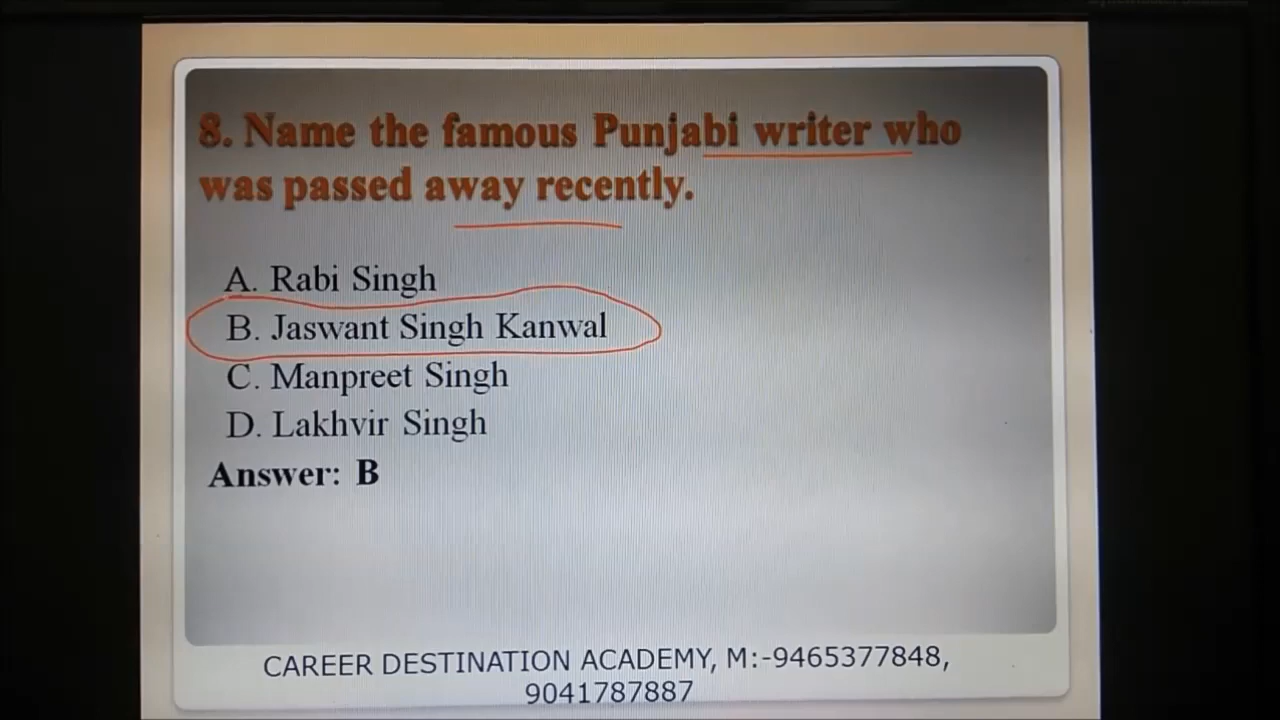 8. Name the famous Punjabi writer who
was passed away recently.
A. Rabi Singh
B. Jaswant Singh Kanwal
C. Manpreet Singh
D. Lakhvir Singh
Answer: B
CAREER DESTINATION ACADEMY, M:-9465377848,
9041787887